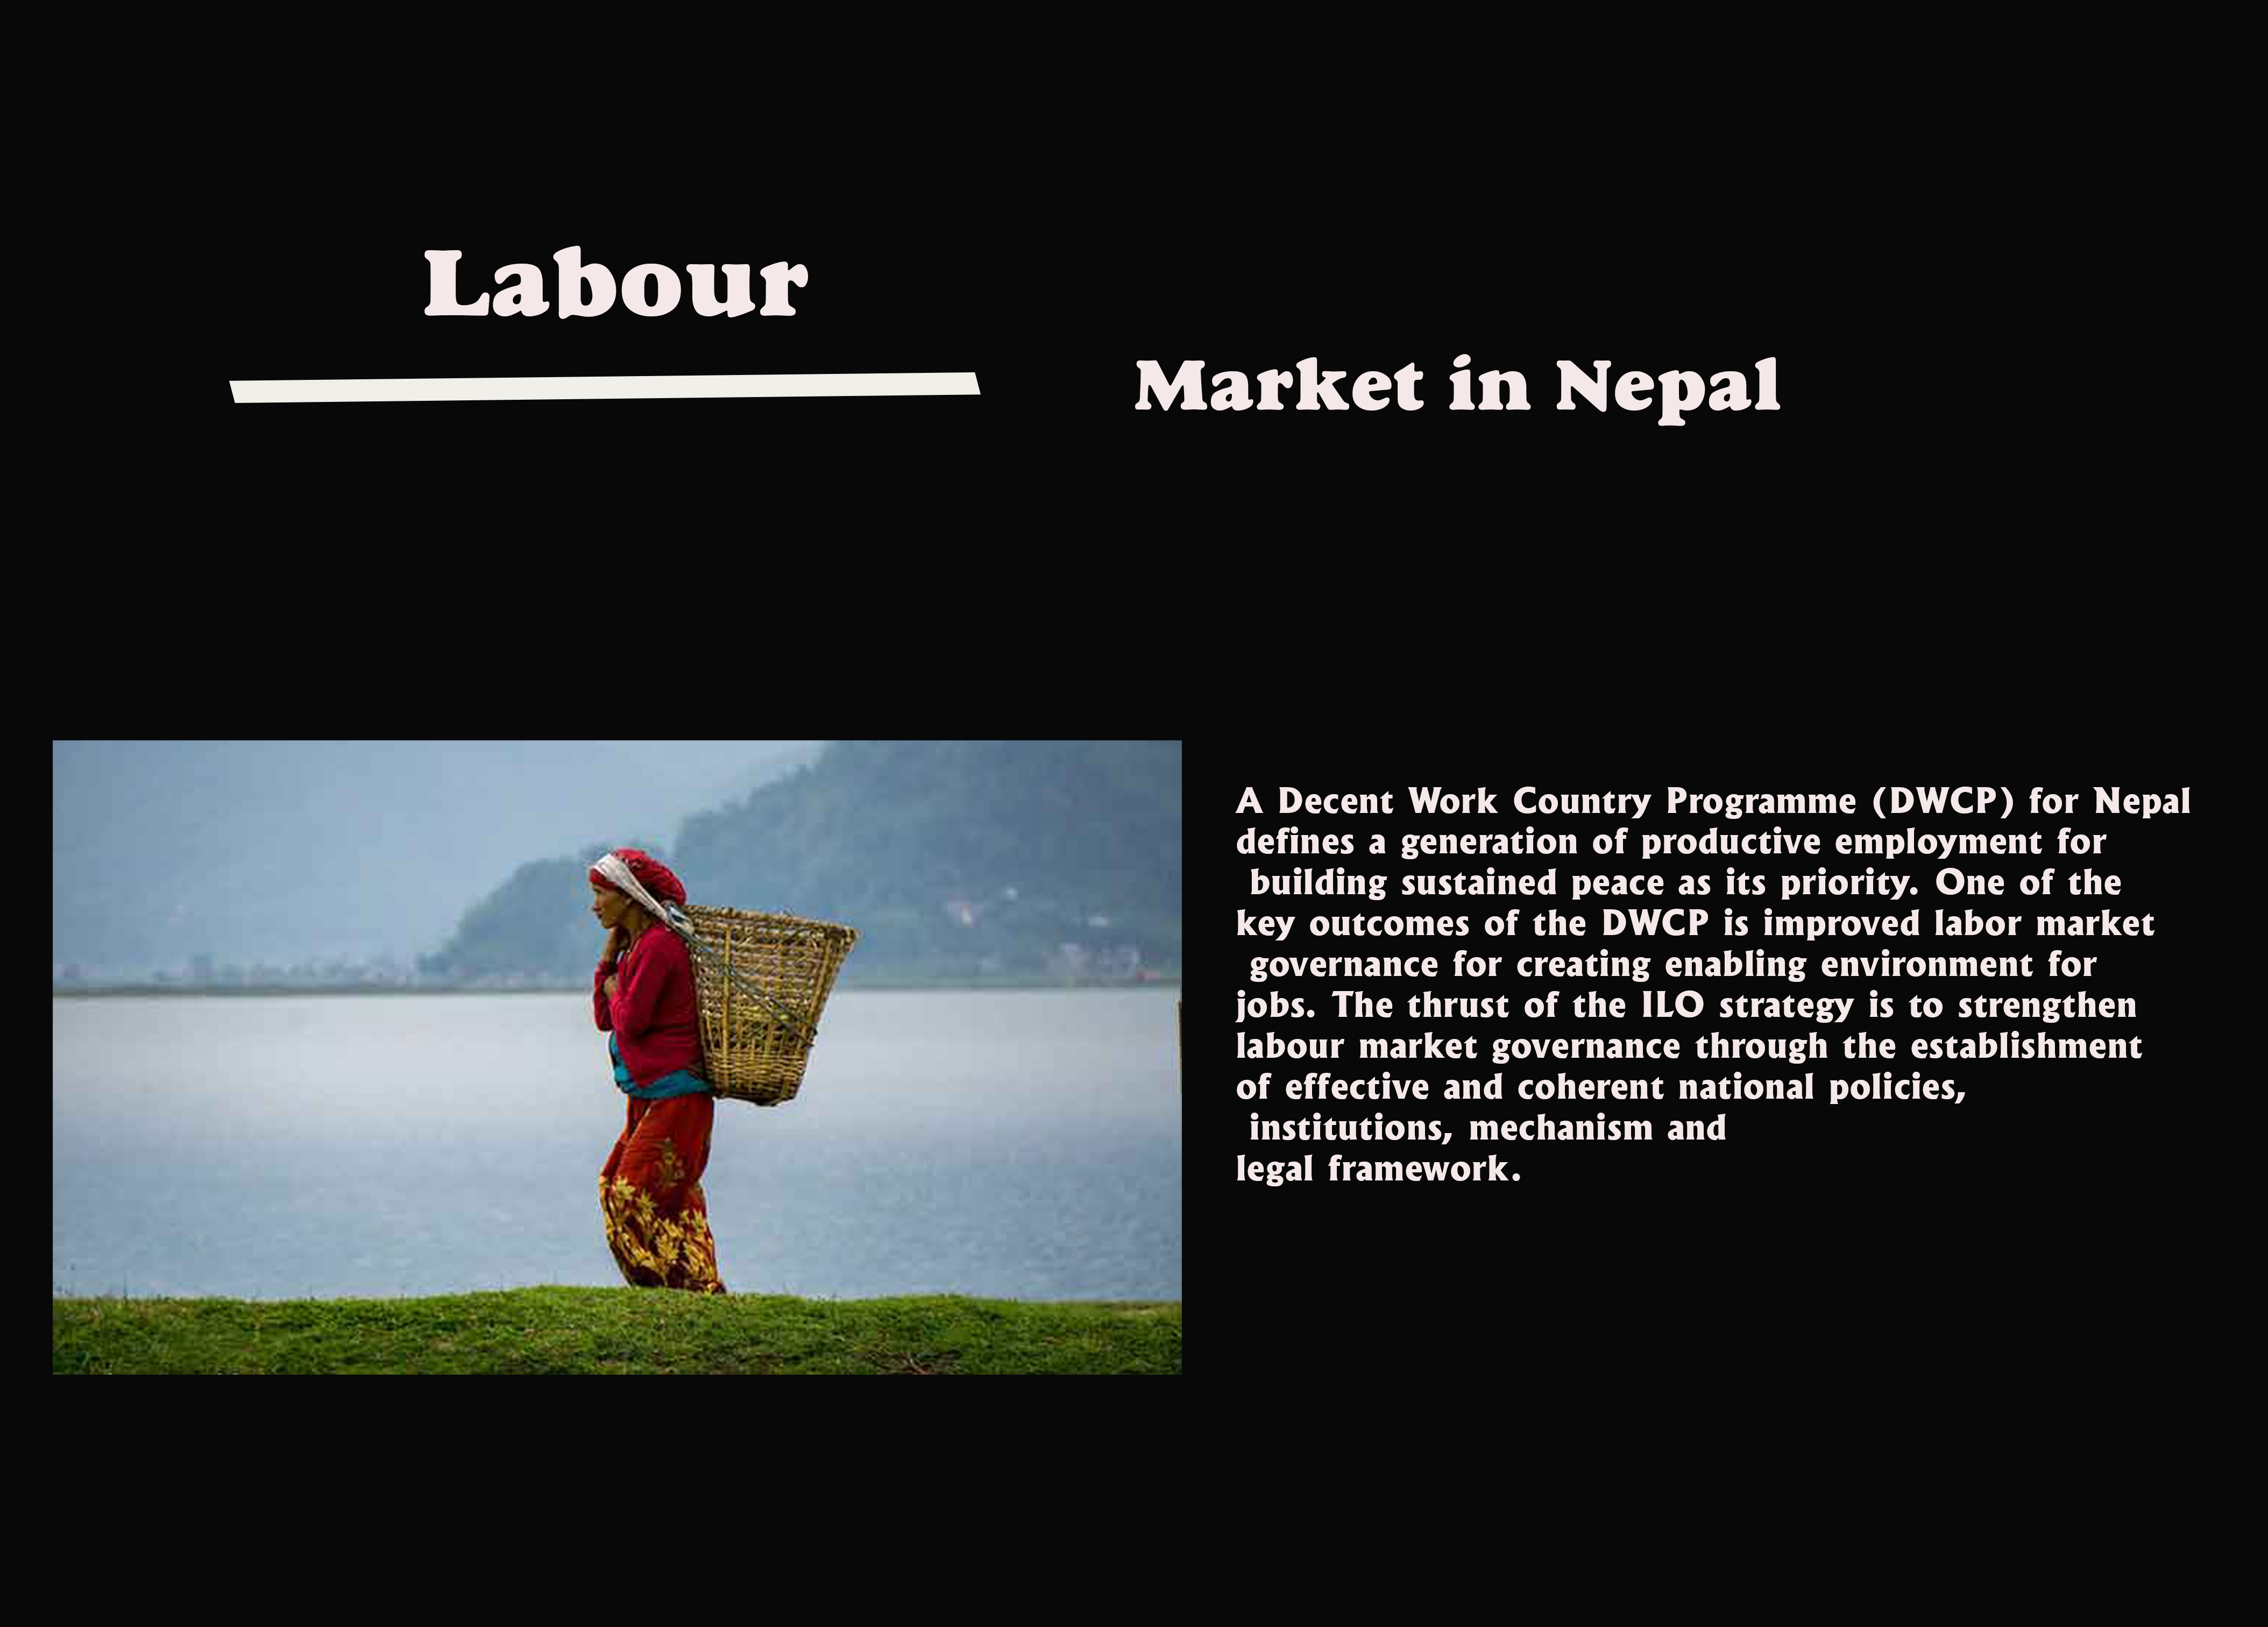 Labour
Market in Nepal
A Decent Work Country Programme (DWCP) for Nepal
defines a generation of productive employment for
building sustained peace as its priority. One of the
key outcomes of the DWCP is improved labor market
governance for creating enabling environment for
jobs. The thrust of the ILO strategy is to strengthen
labour market governance through the establishment
of effective and coherent national policies,
institutions, mechanism and
legal framework.